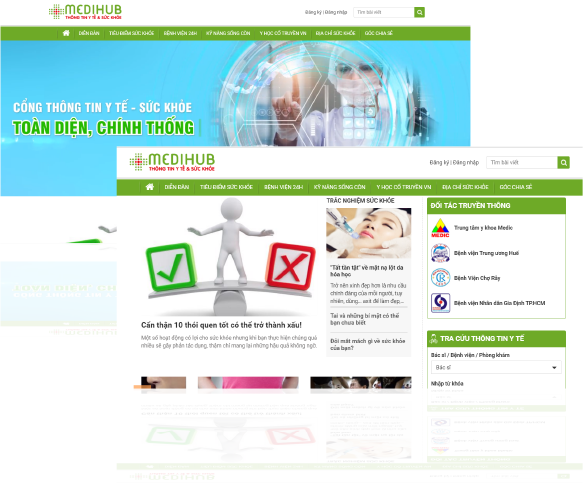 MEDIHUB
THÔNG TIN Y TẾ & SỨC KHỎE
Đăng ký | Đăng nhập
Tìm bài viết
DIỄN ĐÀN
TIÊU ĐIỂM SỨC KHỎE
BỆNH VIỆN 24H
KỸ NĂNG SỐNG CÒN
Y HỌC CỔ TRUYỀN VN
ĐỊA CHỈ SỨC KHỎE
GÓC CHIA SẺ
CỔNG THÔNG TIN Y TẾ - SỨC KHỎE
TOÀN DIỆN, CHÍNH THỐNG
MEDIHUB
THÔNG TIN Y TẾ & SỨC KHỎE
Đăng ký | Đăng nhập
Tìm bài viết
DIỄN ĐÀN
TIÊU ĐIỂM SỨC KHỎE
BỆNH VIỆN 24H
KỸ NĂNG SỐNG CÒN
Y HỌC CỔ TRUYỀN VN
ĐỊA CHỈ SỨC KHỎE
GÓC CHIA SẺ
Cẩn thận 10 thói quen tốt có thể trở thành xấu!
Một số hoạt động có lợi cho sức khỏe nhưng khi bạn thực hiện chúng quá
nhiều sẽ gây phản tác dụng, thậm chí mang lại những hậu quả không ngờ.
TRẮC NGHIỆM SỨC KHỎE
"Tất tần tật" về mặt nạ lột da
hóa học
Trở nên xinh đẹp hơn là nhu cầu
chính đáng của mỗi người, tuy
nhiên, dùng... axit để làm đẹp,...
Tai và những bí mật có thể
bạn chưa biết
Đôi mắt mách gì về sức khỏe
của bạn?
ĐỐI TÁC TRUYỀN THÔNG
MEDIC
Trung tâm y khoa Medic
Bệnh viện Trung ương Huế
Bệnh Viện Chợ Rẫy
Bệnh viện Nhân dân Gia Định TP.HCM
TRA CỨU THÔNG TIN Y TẾ
Bác sĩ / Bệnh viện / Phòng khám
Bác sĩ
Nhập từ khóa